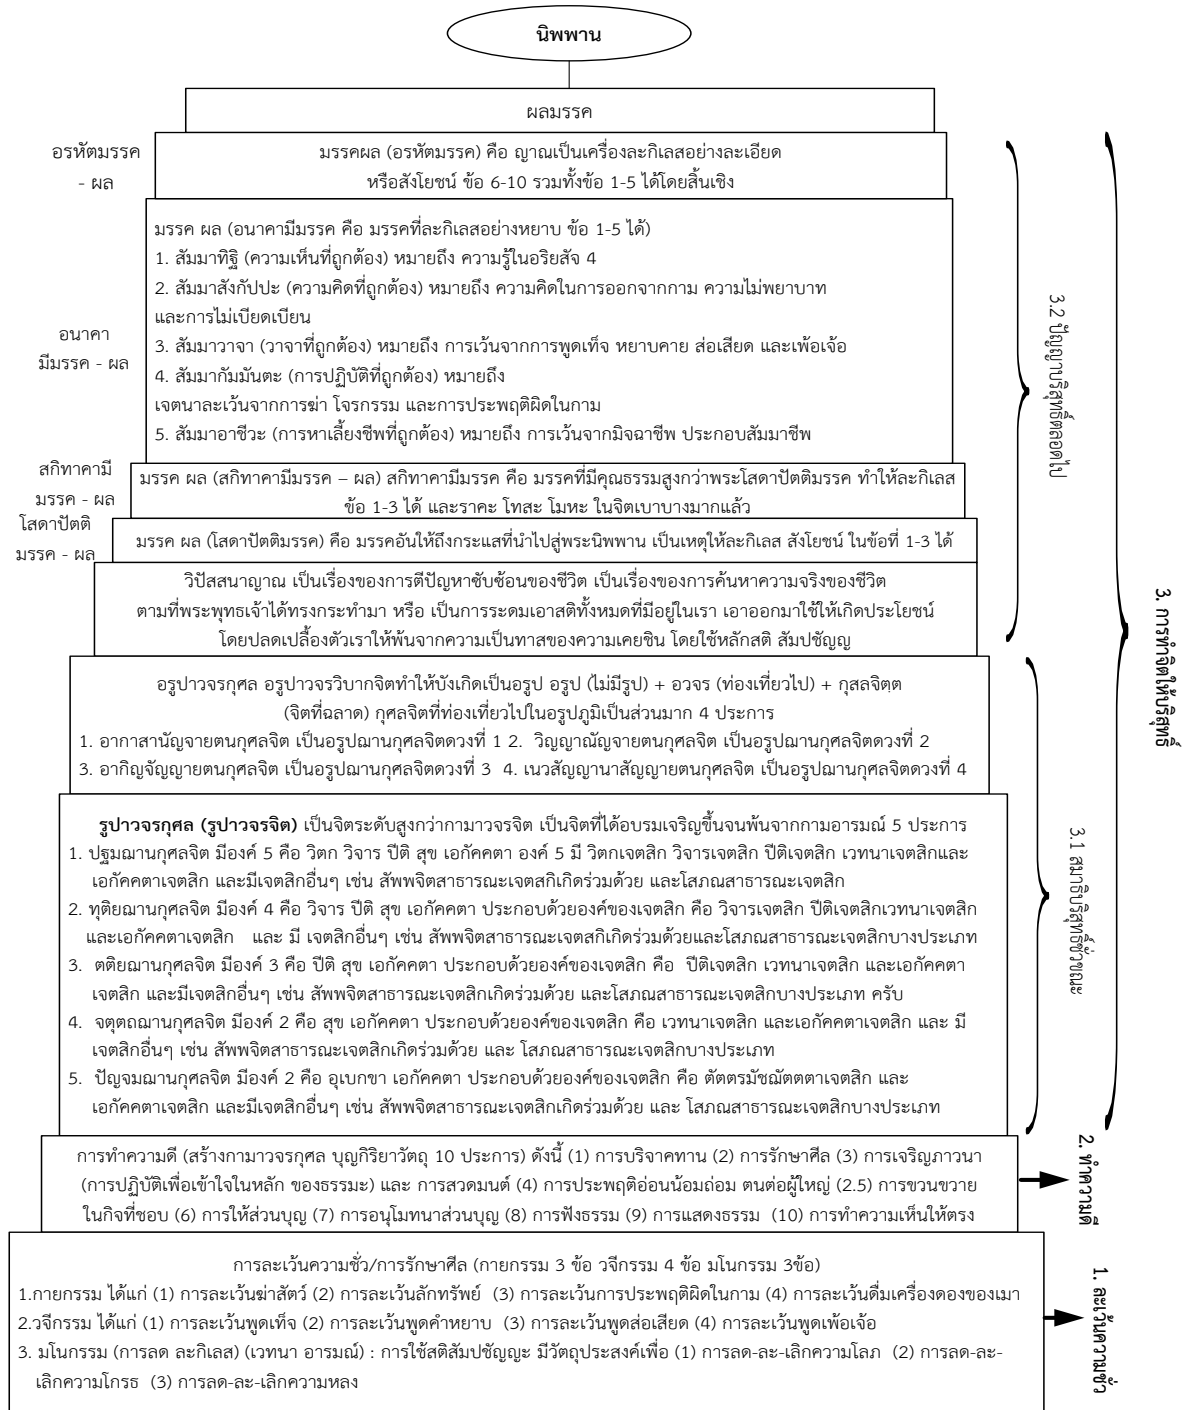 นิพพาน
ผลมรรค
อรหัตมรรค
- ผล
มรรคผล (อรหัตมรรค) คือ ญาณเป็นเครื่องละกิเลสอย่างละเอียด
หรือสังโยชน์ ข้อ 6-10 รวมทั้งข้อ 1-5 ได้โดยสิ้นเชิง
อนาคา
มีมรรค - ผล
มรรค ผล (อนาคามีมรรค คือ มรรคที่ละกิเลสอย่างหยาบ ข้อ 1-5 ได้)
1. สัมมาทิฐิ (ความเห็นที่ถูกต้อง) หมายถึง ความรู้ในอริยสัจ 4
2. สัมมาสังกัปปะ (ความคิดที่ถูกต้อง) หมายถึง ความคิดในการออกจากกาม ความไม่พยาบาท
และการไม่เบียดเบียน
3. สัมมาวาจา (วาจาที่ถูกต้อง) หมายถึง การเว้นจากการพูดเท็จ หยาบคาย ส่อเสียด และเพ้อเจ้อ
4. สัมมากัมมันตะ (การปฏิบัติที่ถูกต้อง) หมายถึง
เจตนาละเว้นจากการฆ่า โจรกรรม และการประพฤติผิดในกาม
5. สัมมาอาชีวะ (การหาเลี้ยงชีพที่ถูกต้อง) หมายถึง การเว้นจากมิจฉาชีพ ประกอบสัมมาชีพ
สกิทาคามี
มรรค - ผล
มรรค ผล (สกิทาคามีมรรค – ผล) สกิทาคามีมรรค คือ มรรคที่มีคุณธรรมสูงกว่าพระโสดาปัตติมรรค ทำให้ละกิเลส
ข้อ 1-3 ได้ และราคะ โทสะ โมหะ ในจิตเบาบางมากแล้ว
โสดาปัตติ
มรรค - ผล
มรรค ผล (โสดาปัตติมรรค) คือ มรรคอันให้ถึงกระแสที่นำไปสู่พระนิพพาน เป็นเหตุให้ละกิเลส สังโยชน์ ในข้อที่ 1-3 ได้
วิปัสสนาญาณ เป็นเรื่องของการตีปัญหาซับซ้อนของชีวิต เป็นเรื่องของการค้นหาความจริงของชีวิต
ตามที่พระพุทธเจ้าได้ทรงกระทำมา หรือ เป็นการระดมเอาสติทั้งหมดที่มีอยู่ในเรา เอาออกมาใช้ให้เกิดประโยชน์
โดยปลดเปลื้องตัวเราให้พ้นจากความเป็นทาสของความเคยชิน โดยใช้หลักสติ สัมปชัญญ
3.2 ปัญญาบริสุทธิ์ตลอดไป
3. การทำจิตให้บริสุทธิ์
อรูปาวจรกุศล อรูปาวจรวิบากจิตทำให้บังเกิดเป็นอรูป อรูป (ไม่มีรูป) + อวจร (ท่องเที่ยวไป) + กุสลจิตฺต
(จิตที่ฉลาด) กุศลจิตที่ท่องเที่ยวไปในอรูปภูมิเป็นส่วนมาก 4 ประการ
1. อากาสานัญจายตนกุศลจิต เป็นอรูปฌานกุศลจิตดวงที่ 1 2. วิญญาณัญจายตนกุศลจิต เป็นอรูปฌานกุศลจิตดวงที่ 2
3. อากิญจัญญายตนกุศลจิต เป็นอรูปฌานกุศลจิตดวงที่ 3 4. เนวสัญญานาสัญญายตนกุศลจิต เป็นอรูปฌานกุศลจิตดวงที่ 4
รูปาวจรกุศล (รูปาวจรจิต) เป็นจิตระดับสูงกว่ากามาวจรจิต เป็นจิตที่ได้อบรมเจริญขึ้นจนพ้นจากกามอารมณ์ 5 ประการ
1. ปฐมฌานกุศลจิต มีองค์ 5 คือ วิตก วิจาร ปีติ สุข เอกัคคตา องค์ 5 มี วิตกเจตสิก วิจารเจตสิก ปีติเจตสิก เวทนาเจตสิกและ
เอกัคคตาเจตสิก และมีเจตสิกอื่นๆ เช่น สัพพจิตสาธารณะเจตสกิเกิดร่วมด้วย และโสภณสาธารณะเจตสิก
2. ทุติยฌานกุศลจิต มีองค์ 4 คือ วิจาร ปีติ สุข เอกัคคตา ประกอบด้วยองค์ของเจตสิก คือ วิจารเจตสิก ปีติเจตสิกเวทนาเจตสิก
และเอกัคคตาเจตสิก และ มี เจตสิกอื่นๆ เช่น สัพพจิตสาธารณะเจตสกิเกิดร่วมด้วยและโสภณสาธารณะเจตสิกบางประเภท
3. ตติยฌานกุศลจิต มีองค์ 3 คือ ปีติ สุข เอกัคคตา ประกอบด้วยองค์ของเจตสิก คือ ปีติเจตสิก เวทนาเจตสิก และเอกัคคตา
เจตสิก และมีเจตสิกอื่นๆ เช่น สัพพจิตสาธารณะเจตสิกเกิดร่วมด้วย และโสภณสาธารณะเจตสิกบางประเภท ครับ
4. จตุตถฌานกุศลจิต มีองค์ 2 คือ สุข เอกัคคตา ประกอบด้วยองค์ของเจตสิก คือ เวทนาเจตสิก และเอกัคคตาเจตสิก และ มี
เจตสิกอื่นๆ เช่น สัพพจิตสาธารณะเจตสิกเกิดร่วมด้วย และ โสภณสาธารณะเจตสิกบางประเภท
5. ปัญจมฌานกุศลจิต มีองค์ 2 คือ อุเบกขา เอกัคคตา ประกอบด้วยองค์ของเจตสิก คือ ตัตตรมัชฌัตตตาเจตสิก และ
เอกัคคตาเจตสิก และมีเจตสิกอื่นๆ เช่น สัพพจิตสาธารณะเจตสิกเกิดร่วมด้วย และ โสภณสาธารณะเจตสิกบางประเภท
3.1 สมาธิบริสุทธิ์ชั่วขณะ
การทำความดี (สร้างกามาวจรกุศล บุญกิริยาวัตถุ 10 ประการ) ดังนี้ (1) การบริจาคทาน (2) การรักษาศีล (3) การเจริญภาวนา
(การปฏิบัติเพื่อเข้าใจในหลัก ของธรรมะ) และ การสวดมนต์ (4) การประพฤติอ่อนน้อมถ่อม ตนต่อผู้ใหญ่ (2.5) การขวนขวาย
ในกิจที่ชอบ (6) การให้ส่วนบุญ (7) การอนุโมทนาส่วนบุญ (8) การฟังธรรม (9) การแสดงธรรม (10) การทำความเห็นให้ตรง
2. ทำความดี
การละเว้นความชั่ว/การรักษาศีล (กายกรรม 3 ข้อ วจีกรรม 4 ข้อ มโนกรรม 3ข้อ)
1.กายกรรม ได้แก่ (1) การละเว้นฆ่าสัตว์ (2) การละเว้นลักทรัพย์ (3) การละเว้นการประพฤติผิดในกาม (4) การละเว้นดื่มเครื่องดองของเมา
2.วจีกรรม ได้แก่ (1) การละเว้นพูดเท็จ (2) การละเว้นพูดคำหยาบ (3) การละเว้นพูดส่อเสียด (4) การละเว้นพูดเพ้อเจ้อ
3. มโนกรรม (การลด ละกิเลส) (เวทนา อารมณ์) : การใช้สติสัมปชัญญะ มีวัตถุประสงค์เพื่อ (1) การลด-ละ-เลิกความโลภ (2) การลด-ละ-
เลิกความโกรธ (3) การลด-ละ-เลิกความหลง
1. ละเว้นความชั่ว